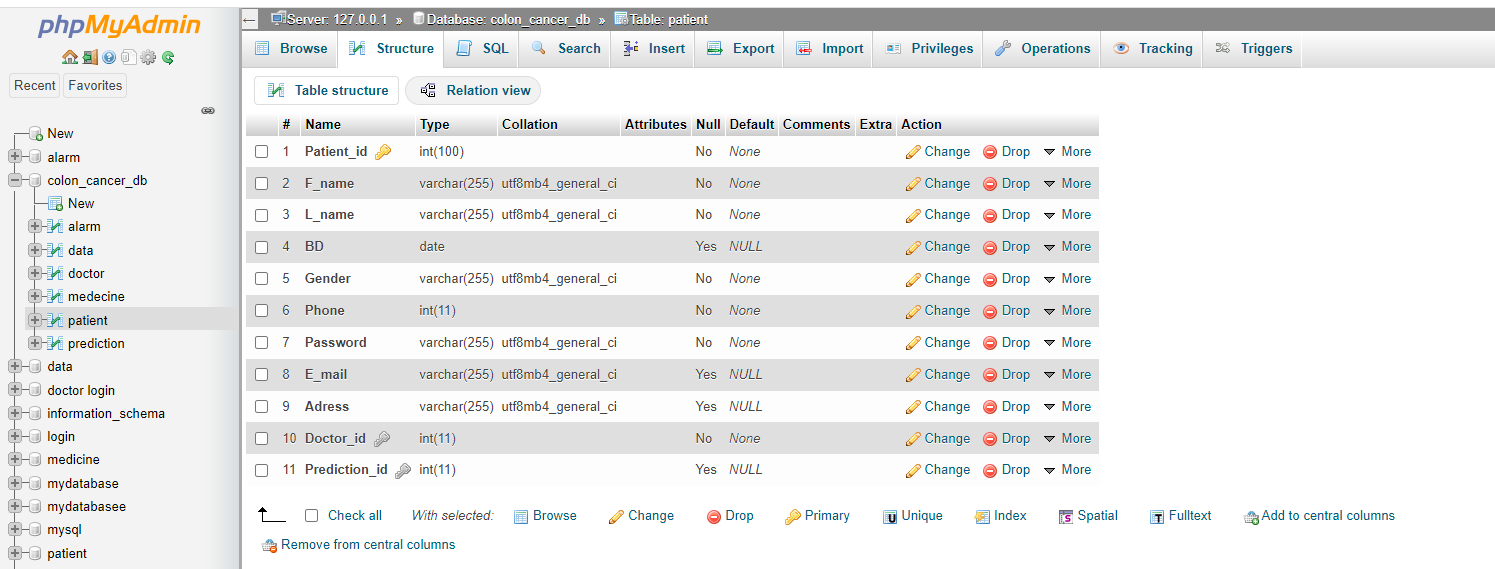 phpMyAdmin
Recent Favorites
New
alarm
colon_cancer_db
New
alarm
data
doctor
medecine
patient
prediction
data
doctor login
information_schema
login
medicine
mydatabase
mydatabasee
mysql
patient
Server: 127.0.0.1 » Database: colon_cancer_db » Table: patient
Browse Structure SQL Search Insert Export Import Privileges Operations Tracking Triggers
Table structure Relation view
# Name Type Collation Attributes Null Default Comments Extra Action
1 Patient_id int(100) No None Change Drop More
2 F_name varchar(255) utf8mb4_general_ci No None Change Drop More
3 L_name varchar(255) utf8mb4_general_ci No None Change Drop More
4 BD date Yes NULL Change Drop More
5 Gender varchar(255) utf8mb4_general_ci No None Change Drop More
6 Phone int(11) No None Change Drop More
7 Password varchar(255) utf8mb4_general_ci No None Change Drop More
8 E_mail varchar(255) utf8mb4_general_ci Yes NULL Change Drop More
9 Adress varchar(255) utf8mb4_general_ci Yes NULL Change Drop More
10 Doctor_id int(11) No None Change Drop More
11 Prediction_id int(11) Yes NULL Change Drop More
Check all With selected: Browse Change Drop Primary Unique Index Spatial Fulltext Add to central columns
Remove from central columns